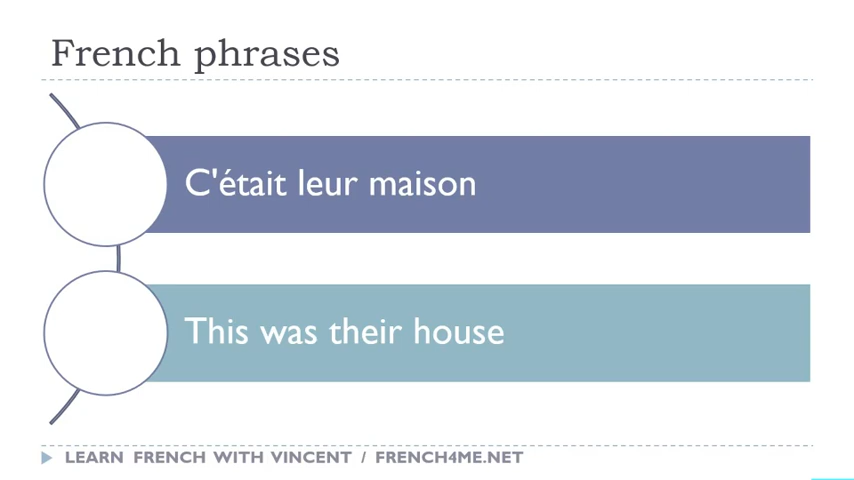 French phrases
C'était leur maison
This was their house
LEARN FRENCH WITH VINCENT / FRENCH4ME.NET